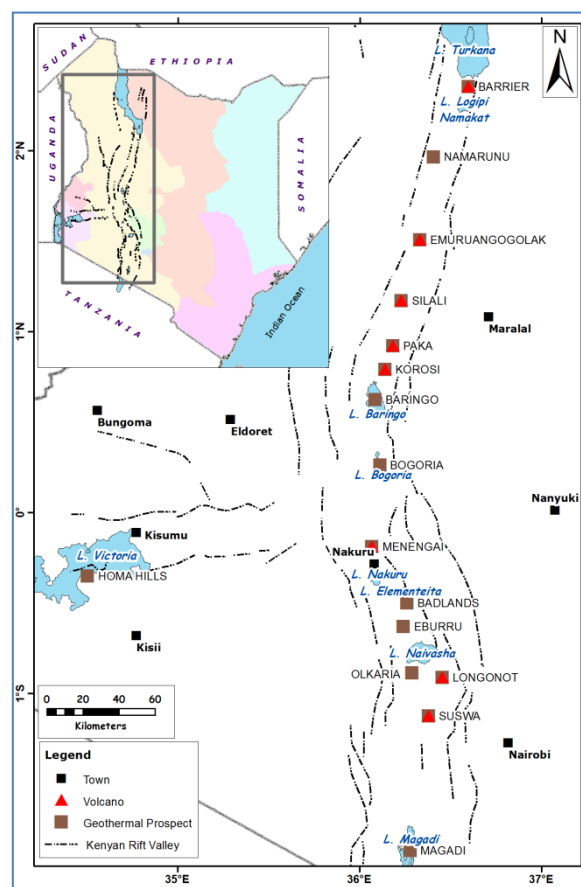 SUDAN
ETHIOPIA
UGANDA
SOMALIA
TANZANIA
Indian Ocean
N
L. Turkana
BARRIER
L. Logipi
Namakat
NAMARUNU
2°N
EMURUANGOGOLAK
SILALI
Maralal
1°N
PAKA
KOROSI
BARINGO
L. Baringo
Bungoma
Eldoret
BOGORIA
L. Bogoria
Nanyuki
0°
Kisumu
MENENGAI
Nakuru
L. Victoria
HOMA HILLS
L. Nakuru
L. Elementeita
BADLANDS
EBURRU
Kisii
L. Naivasha
OLKARIA
LONGONOT
1°S
SUSWA
Nairobi
0 10 20 40 60 80
Kilometers
Legend
Town
Volcano
Geothermal Prospect
Kenyan Rift Valley
L. Magadi
MAGADI
35°E
36°E
37°E